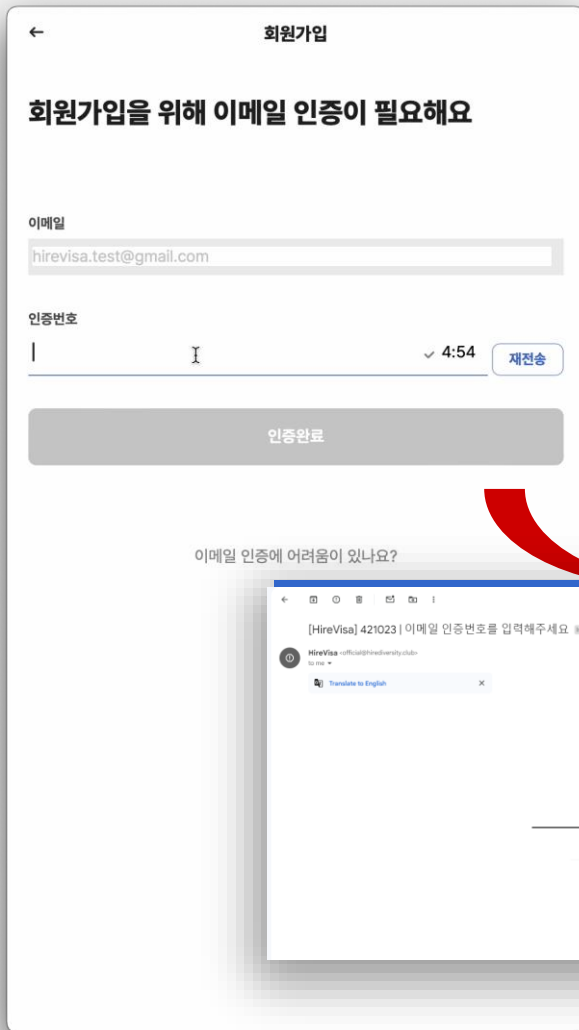 회원가입
회원가입을 위해 이메일 인증이 필요해요
이메일
hirevisa.test@gmail.com
인증번호
4:54 재전송
인증완료
이메일 인증에 어려움이 있나요?
[HireVisa] 421023 | 이메일 인증번호를 입력해주세요
HireVisa <official@hirediversity.club>
to me
Translate to English